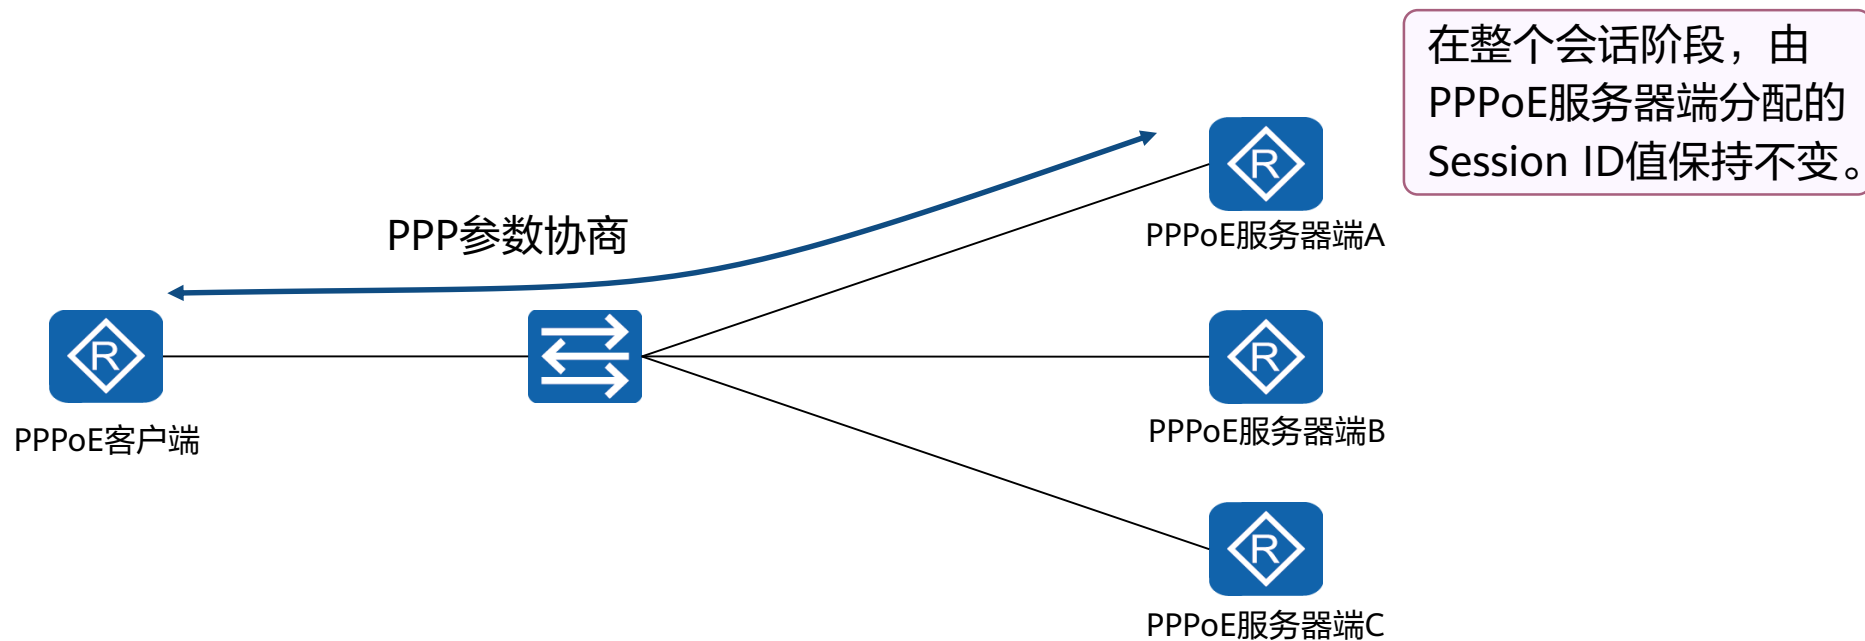 在整个会话阶段，由
PPPoE服务器端分配的
Session ID值保持不变。
PPP参数协商
R
PPPoE服务器端A
R
PPPoE客户端
R
PPPoE服务器端B
R
PPPoE服务器端C